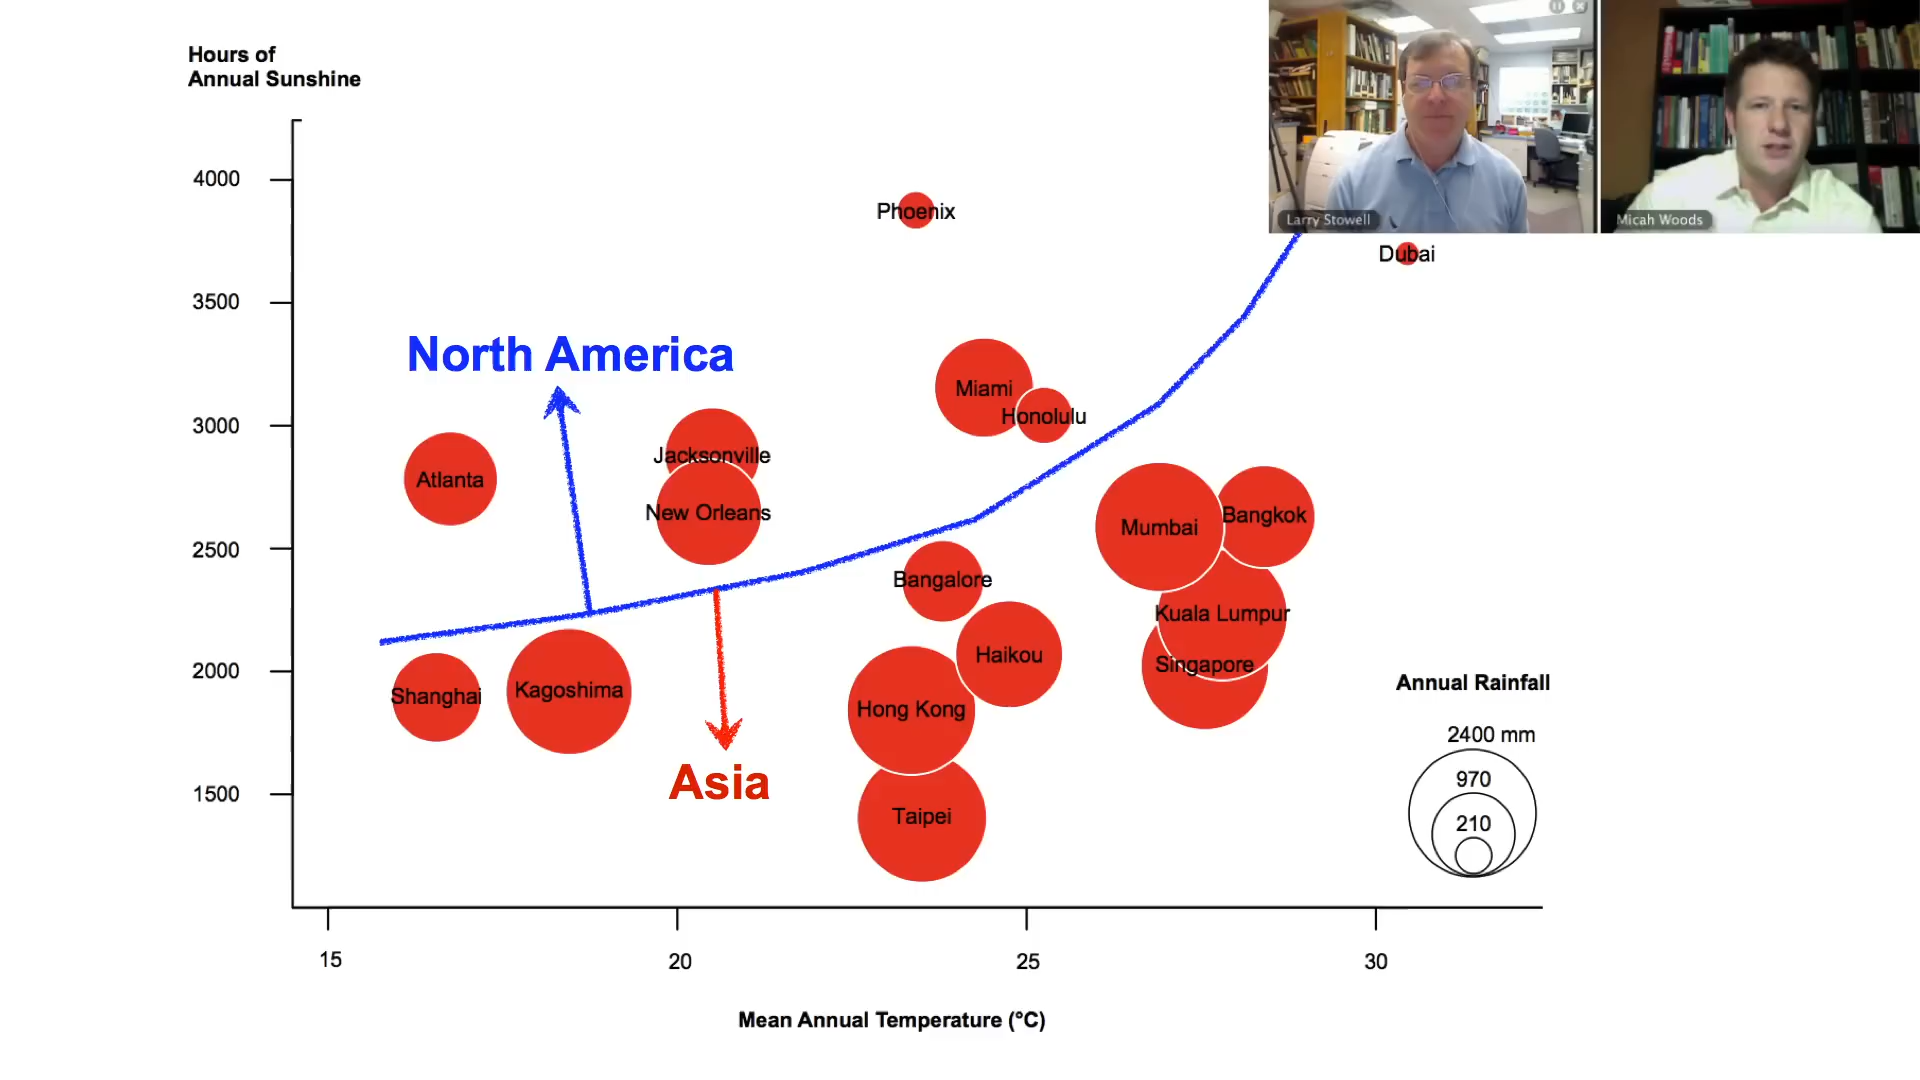 Hours of
Annual Sunshine
Larry Stowell
Micah Woods
4000
Phoenix
Dubai
3500
North America
Miami
Honolulu
3000
Jacksonville
Atlanta
New Orleans
Bangkok
Mumbai
2500
Bangalore
Kuala Lumpur
Haikou
Singapore
2000
Shanghai
Kagoshima
Hong Kong
Annual Rainfall
2400 mm
970
210
Asia
1500
Taipei
15
20
25
30
Mean Annual Temperature (°C)